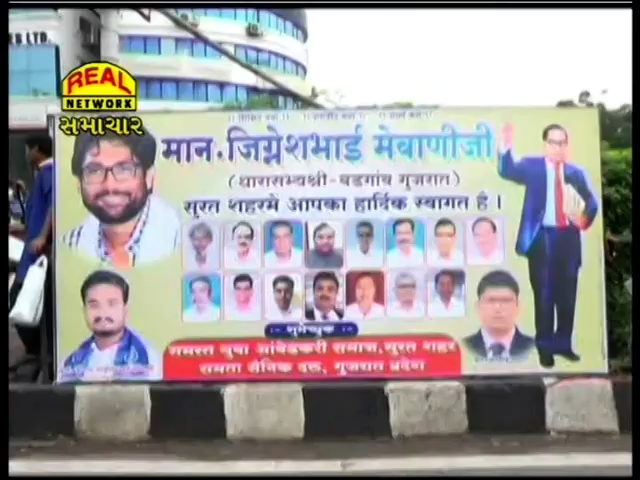 S LTD.
REAL
NETWORK
સમાચાર
मान. जिग्नेशभाई मेवाणीजी
(धारासभ्यश्री-वडगांव गुजरात)
सुरत शहरमें आपका हार्दिक स्वागत है ।
शुभेच्छुक
समस्त युवा आंबेडकरी समाज, सुरत शहर
समता सैनिक दल, गुजरात प्रदेश